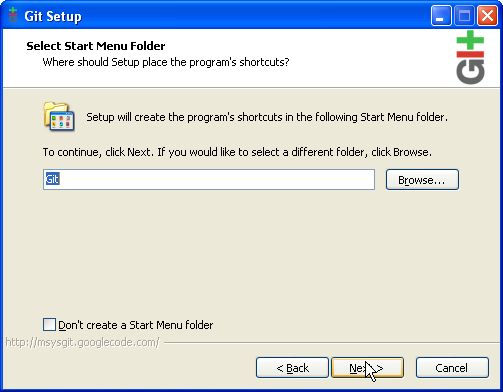 Git Setup
Select Start Menu Folder
Where should Setup place the program's shortcuts?
Git
Setup will create the program's shortcuts in the following Start Menu folder.
To continue, click Next. If you would like to select a different folder, click Browse.
Git
Browse...
Don't create a Start Menu folder
http://msysgit.googlecode.com/
< Back
Next >
Cancel